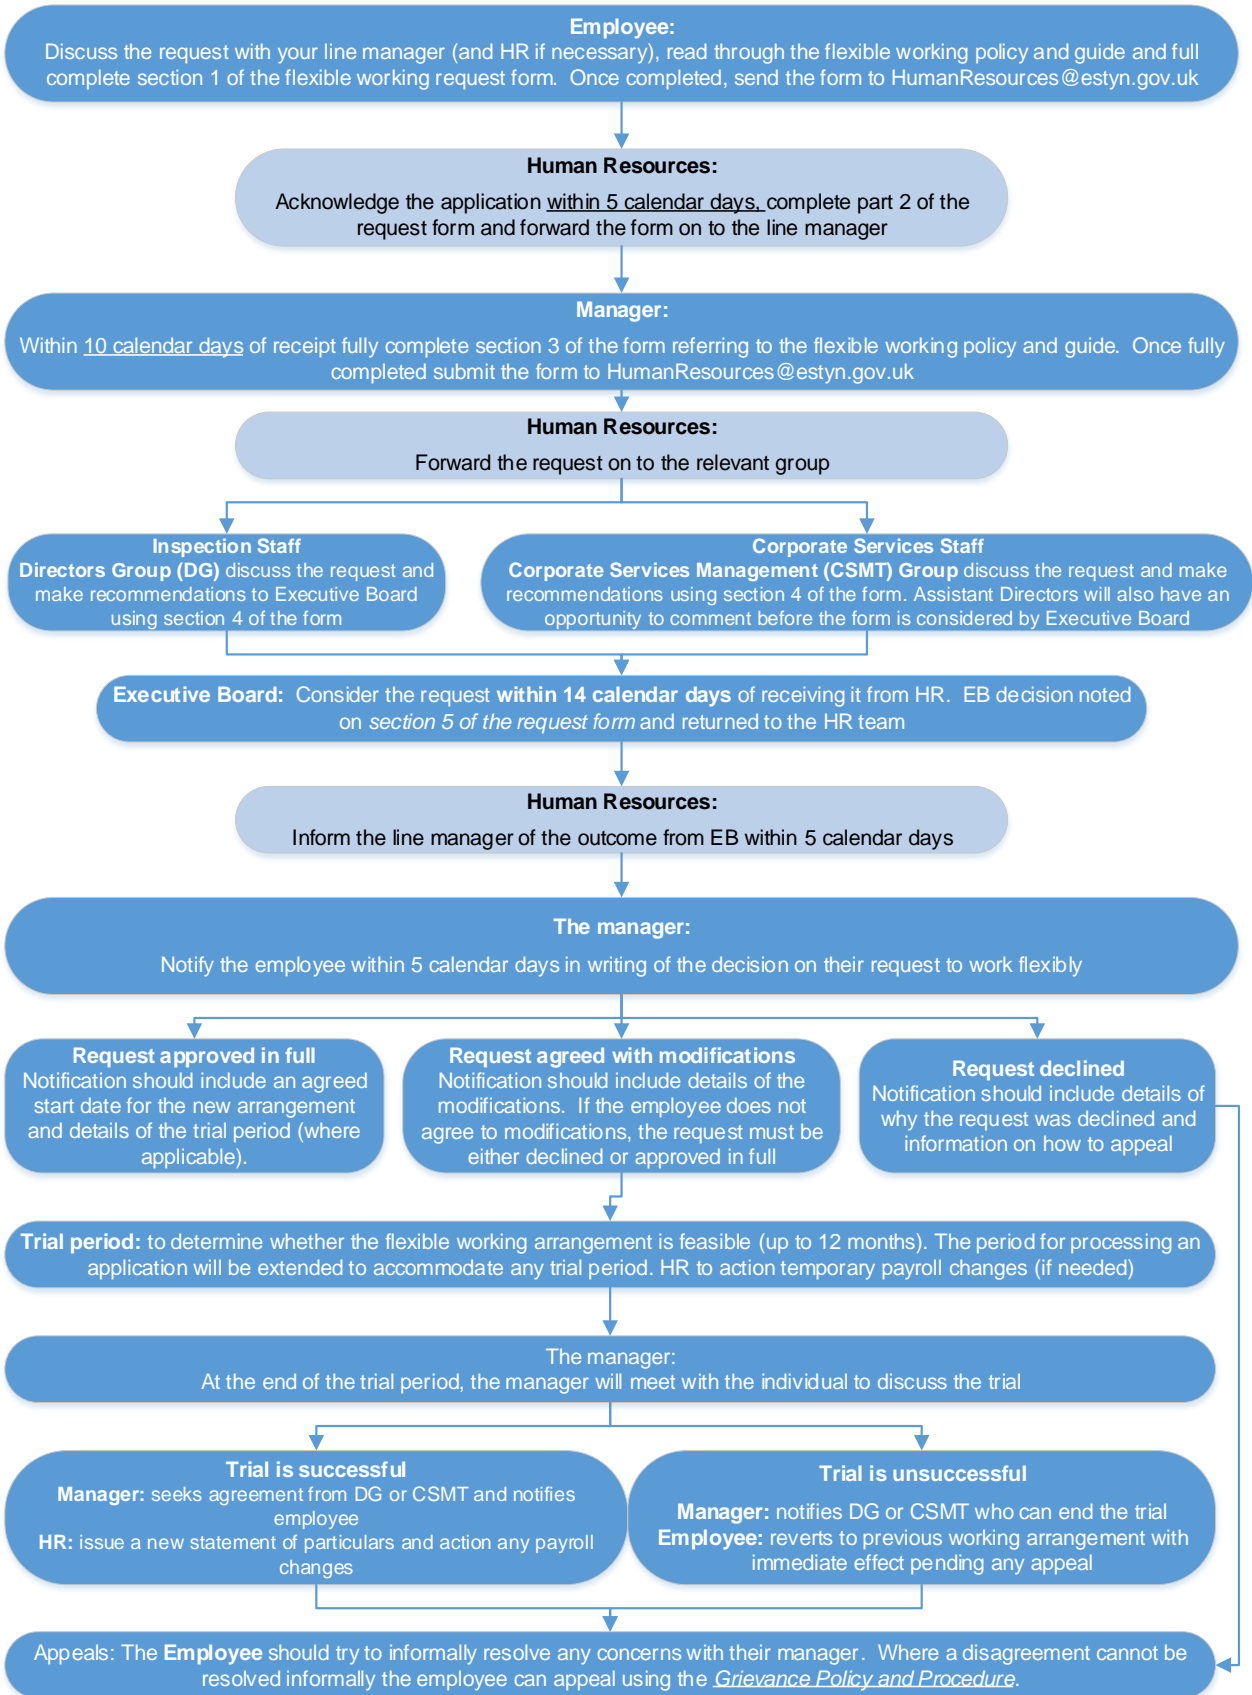 Employee:
Discuss the request with your line manager (and HR if necessary), read through the flexible working policy and guide and full
complete section 1 of the flexible working request form. Once completed, send the form to HumanResources@estyn.gov.uk
Human Resources:
Acknowledge the application within 5 calendar days, complete part 2 of the
request form and forward the form on to the line manager
Manager:
Within 10 calendar days of receipt fully complete section 3 of the form referring to the flexible working policy and guide. Once fully
completed submit the form to HumanResources@estyn.gov.uk
Human Resources:
Forward the request on to the relevant group
Inspection Staff
Directors Group (DG) discuss the request and
make recommendations to Executive Board
using section 4 of the form
Corporate Services Staff
Corporate Services Management (CSMT) Group discuss the request and make
recommendations using section 4 of the form. Assistant Directors will also have an
opportunity to comment before the form is considered by Executive Board
Executive Board: Consider the request within 14 calendar days of receiving it from HR. EB decision noted
on section 5 of the request form and returned to the HR team
Human Resources:
Inform the line manager of the outcome from EB within 5 calendar days
The manager:
Notify the employee within 5 calendar days in writing of the decision on their request to work flexibly
Request approved in full
Notification should include an agreed
start date for the new arrangement
and details of the trial period (where
applicable).
Request agreed with modifications
Notification should include details of the
modifications. If the employee does not
agree to modifications, the request must be
either declined or approved in full
Request declined
Notification should include details of
why the request was declined and
information on how to appeal
Trial period: to determine whether the flexible working arrangement is feasible (up to 12 months). The period for processing an
application will be extended to accommodate any trial period. HR to action temporary payroll changes (if needed)
The manager:
At the end of the trial period, the manager will meet with the individual to discuss the trial
Trial is successful
Manager: seeks agreement from DG or CSMT and notifies
employee
HR: issue a new statement of particulars and action any payroll
changes
Trial is unsuccessful
Manager: notifies DG or CSMT who can end the trial
Employee: reverts to previous working arrangement with
immediate effect pending any appeal
Appeals: The Employee should try to informally resolve any concerns with their manager. Where a disagreement cannot be
resolved informally the employee can appeal using the Grievance Policy and Procedure.